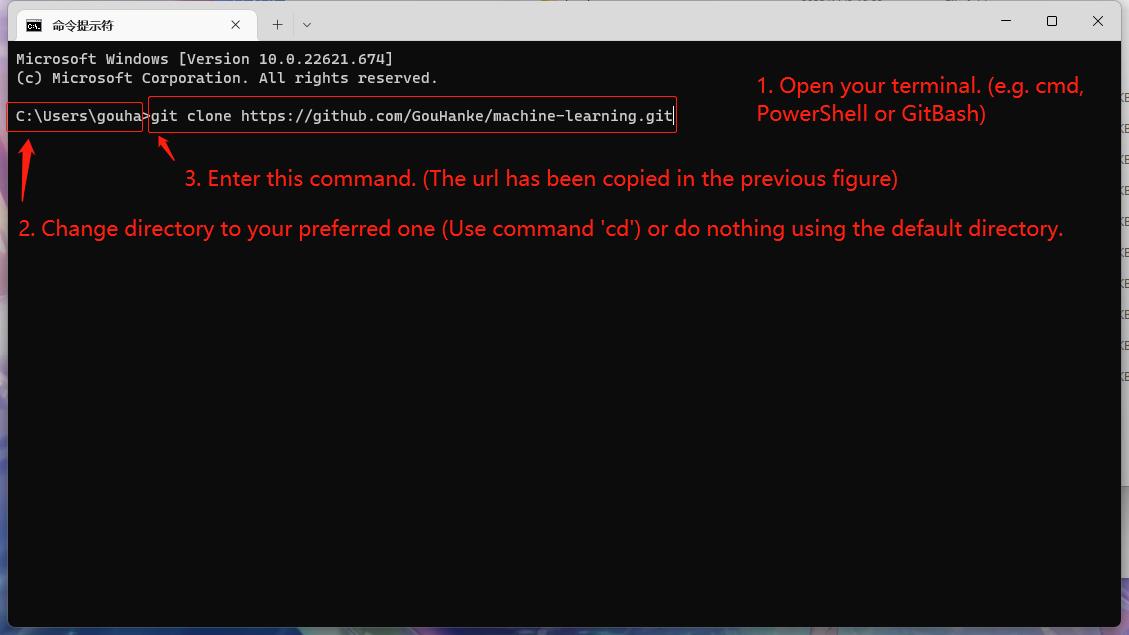 命令提示符
Microsoft Windows [Version 10.0.22621.674]
(c) Microsoft Corporation. All rights reserved.
1. Open your terminal. (e.g. cmd,
PowerShell or GitBash)
C:\Users\gouha>git clone https://github.com/GouHanke/machine-learning.git
3. Enter this command. (The url has been copied in the previous figure)
2. Change directory to your preferred one (Use command 'cd') or do nothing using the default directory.